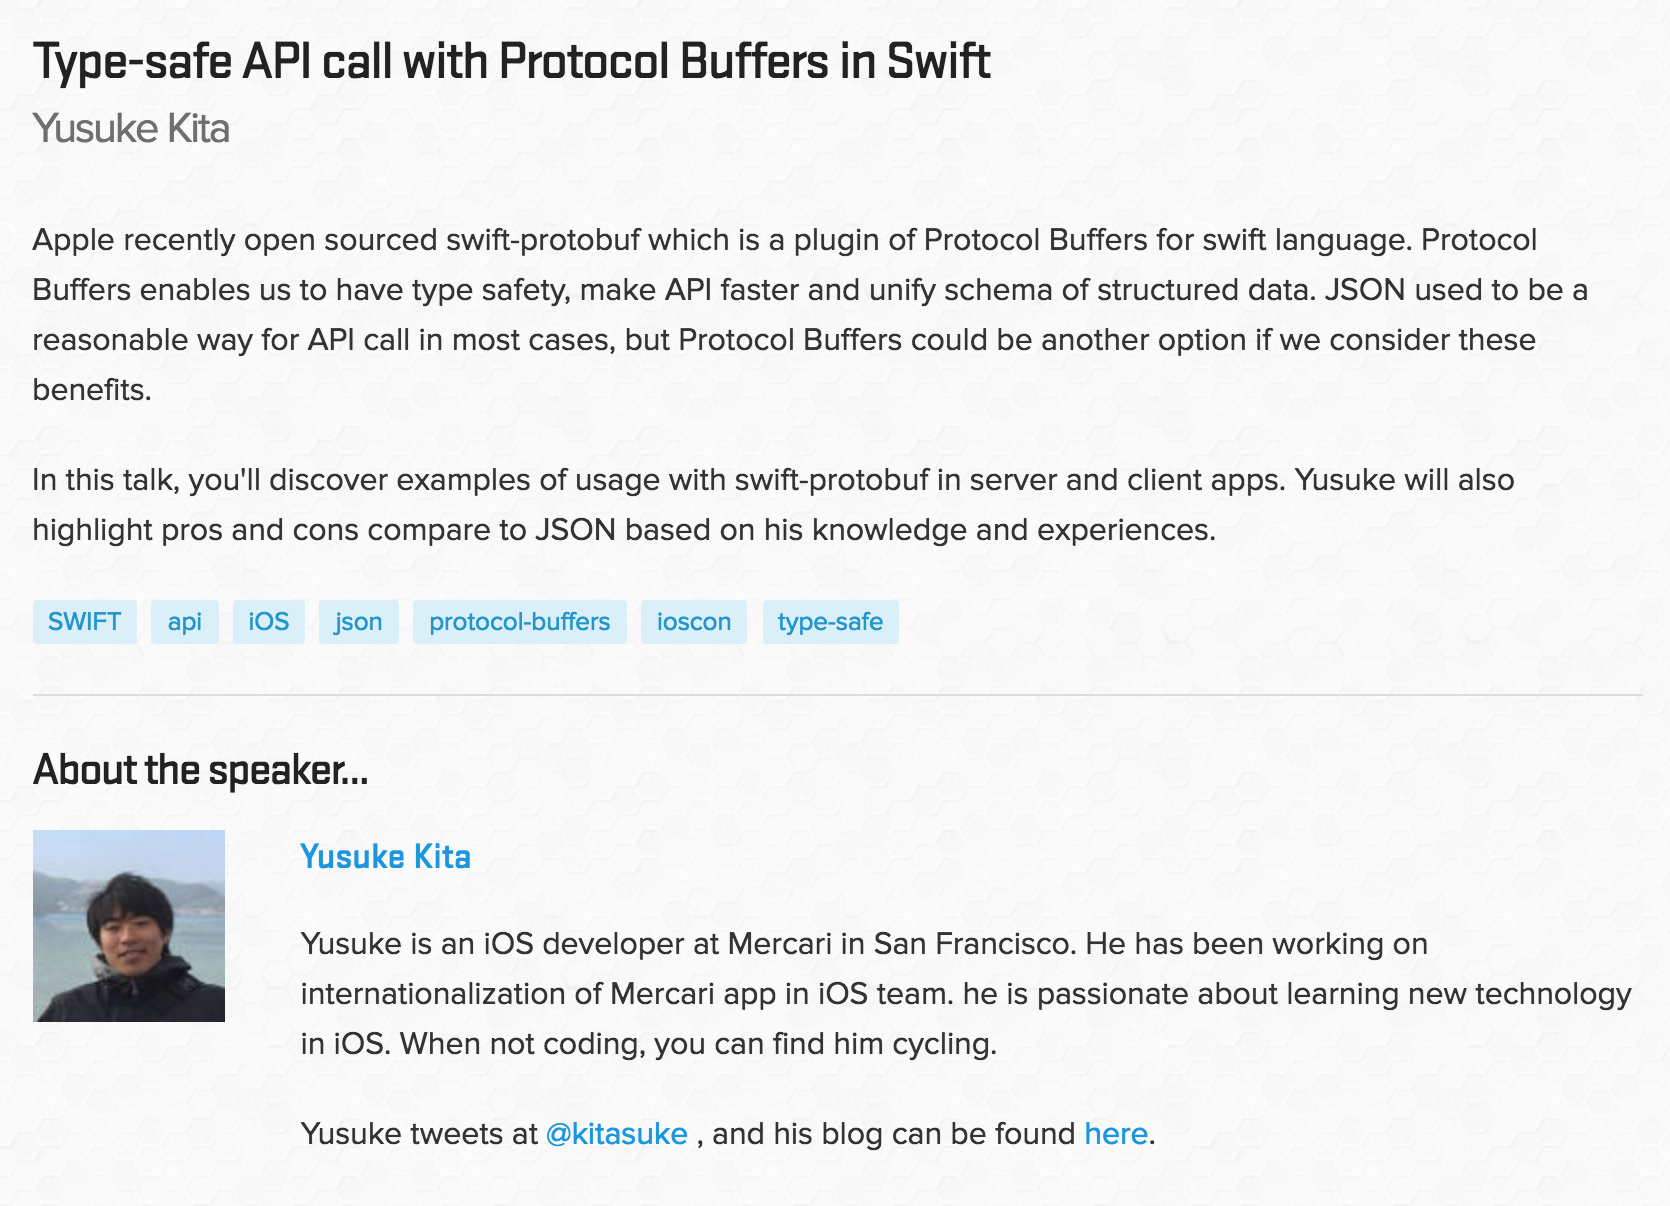 Type-safe API call with Protocol Buffers in Swift
Yusuke Kita
Apple recently open sourced swift-protobuf which is a plugin of Protocol Buffers for swift language. Protocol
Buffers enables us to have type safety, make API faster and unify schema of structured data. JSON used to be a
reasonable way for API call in most cases, but Protocol Buffers could be another option if we consider these
benefits.
In this talk, you'll discover examples of usage with swift-protobuf in server and client apps. Yusuke will also
highlight pros and cons compare to JSON based on his knowledge and experiences.
SWIFT api iOS json protocol-buffers ioscon type-safe
About the speaker...
Yusuke Kita
Yusuke is an iOS developer at Mercari in San Francisco. He has been working on
internationalization of Mercari app in iOS team. he is passionate about learning new technology
in iOS. When not coding, you can find him cycling.
Yusuke tweets at @kitasuke , and his blog can be found here.